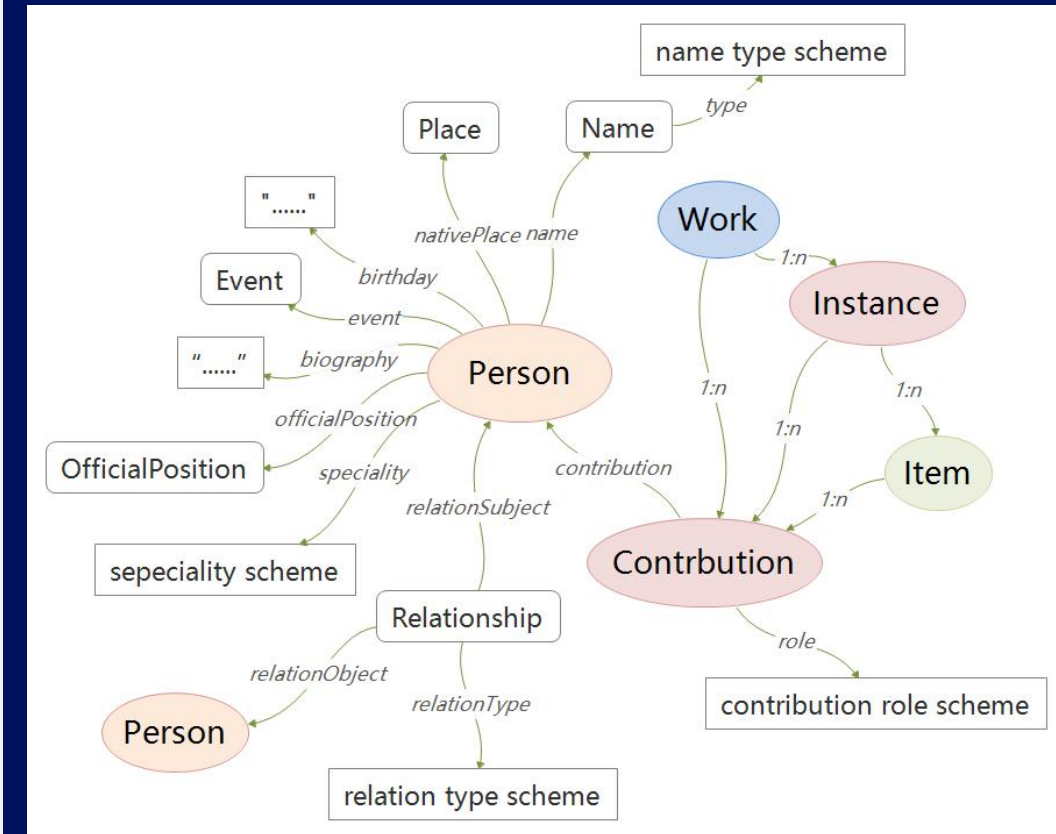 name type scheme
type
Place
Name
"......"
Work
nativePlace
name
1:n
birthday
Event
Instance
event
"......"
biography
Person
1:n
1:n
officialPosition
1:n
OfficialPosition
speciality
contribution
Item
relationSubject
1:n
sepeciality scheme
Contrbution
Relationship
role
relationObject
relationType
contribution role scheme
Person
relation type scheme